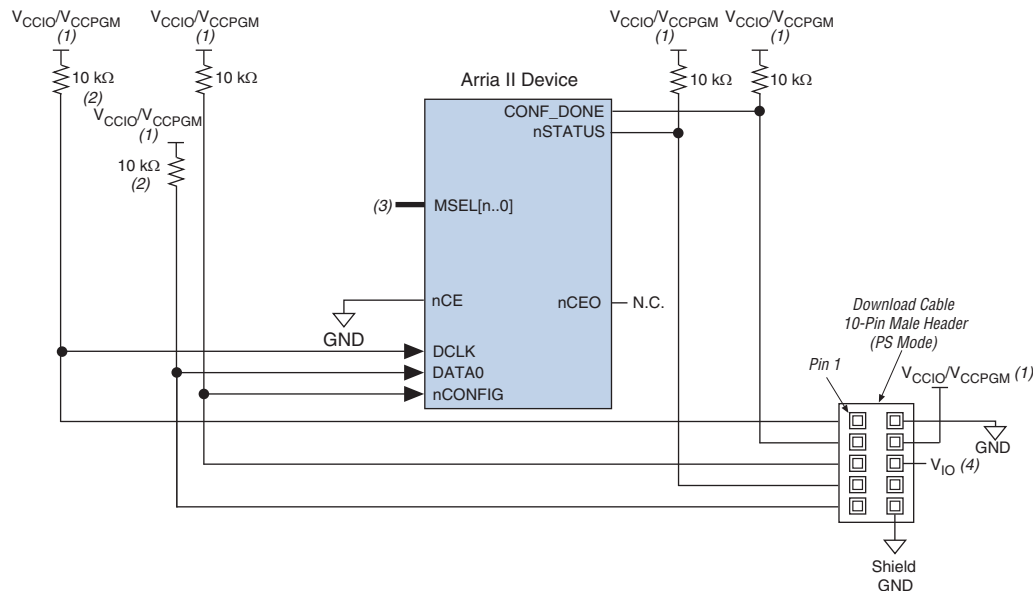 VCCIO/VCCPGM
(1)
10 kΩ
(2)
VCCIO/VCCPGM
(1)
10 kΩ
(2)
VCCIO/VCCPGM
(1)
10 kΩ
VCCIO/VCCPGM
(1)
10 kΩ
VCCIO/VCCPGM
(1)
10 kΩ
Arria II Device
CONF_DONE
nSTATUS
(3)
MSEL[n..0]
nCE
GND
nCEO
N.C.
DCLK
DATA0
nCONFIG
Download Cable
10-Pin Male Header
(PS Mode)
Pin 1
VCCIO/VCCPGM (1)
GND
VIO (4)
Shield
GND